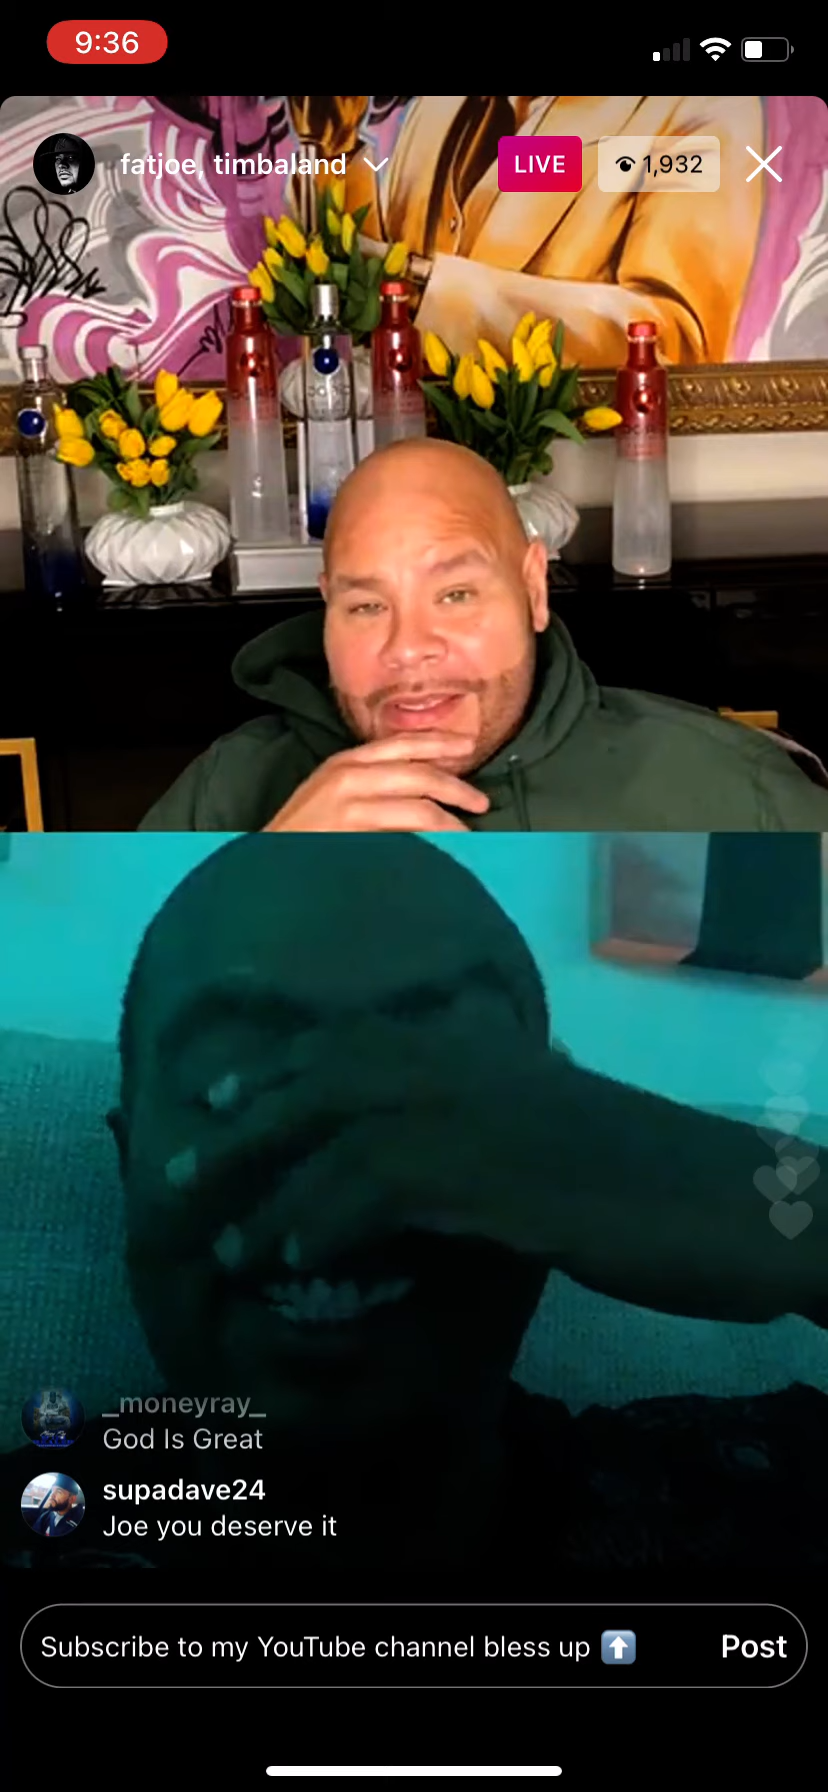 9:36
fatjoe, timbaland
LIVE
1,932
_moneyray_
God Is Great
supadave24
Joe you deserve it
Subscribe to my YouTube channel bless up ⬆️
Post